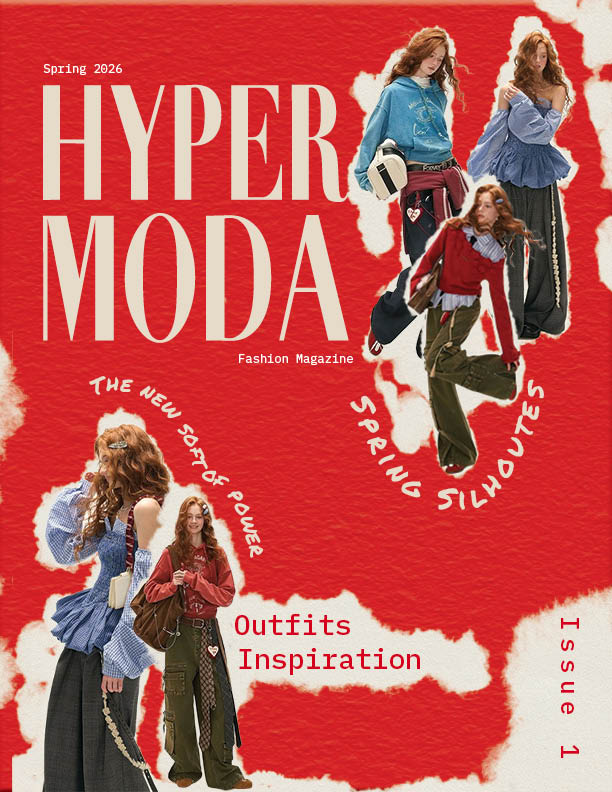 Spring 2026
HYPER
MODA
Fashion Magazine
THE NEW SOFT OF POWER
SPRING SILHOUTES
Outfits
Inspiration
Issue 1